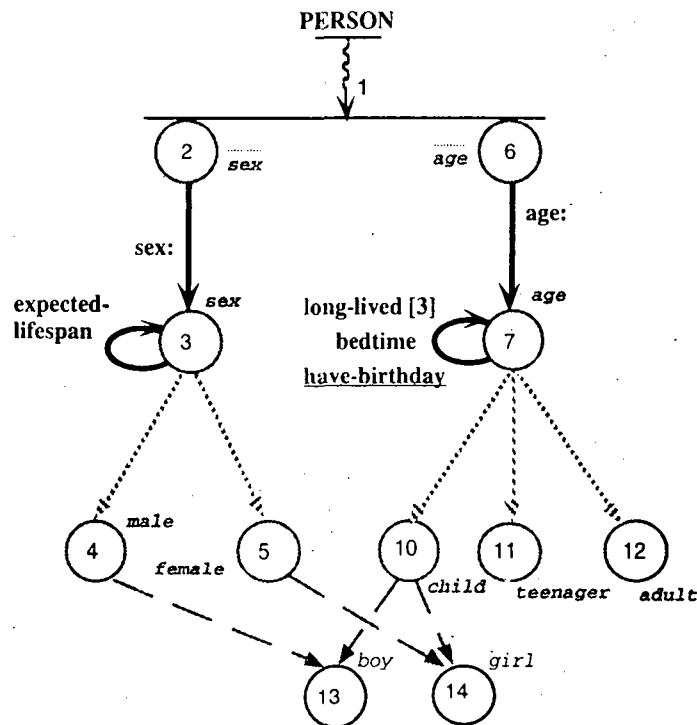 PERSON
1
2
sex
age
6
sex:
age:
expected-
lifespan
sex
3
long-lived [3]
bedtime
have-birthday
age
7
4
male
female
5
10
child
11
teenager
12
adult
boy
13
girl
14